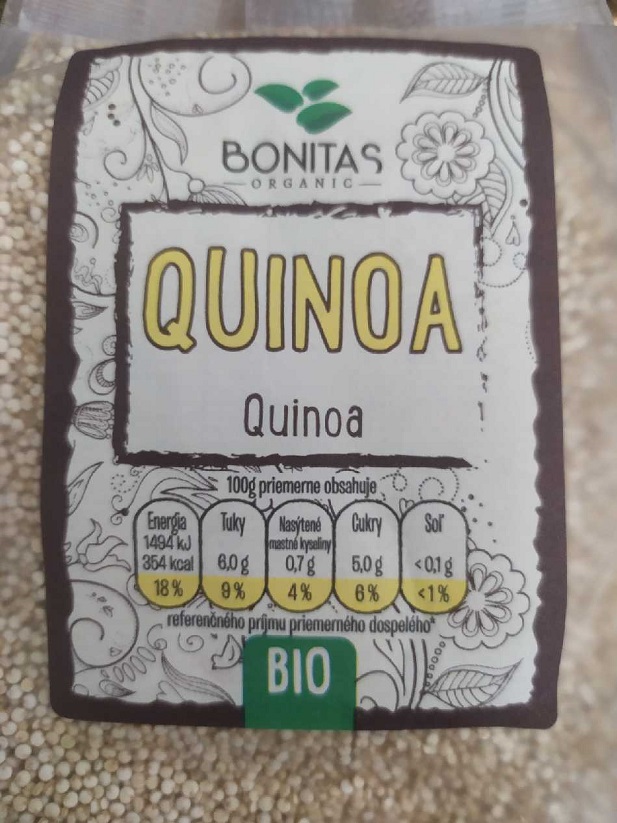 BONITAS
ORGANIC
QUINOA
Quinoa
100g priemerne obsahuje
Energia
1494 kJ
354 kcal
18%
Tuky
6,0 g
9%
Nasýtené
mastné kyseliny
0,7 g
4%
Cukry
5,0 g
6%
Soľ
<0,1 g
<1%
referenčného príjmu priemerného dospelého*
BIO